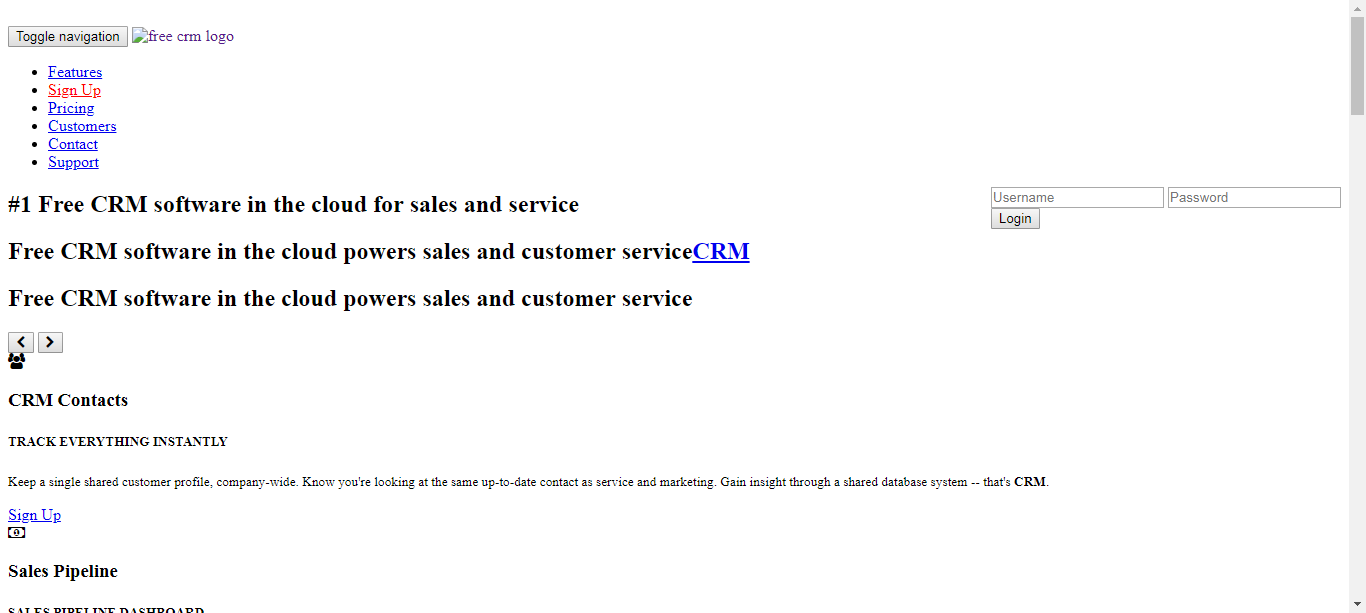 Toggle navigation free crm logo
Features
Sign Up
Pricing
Customers
Contact
Support
#1 Free CRM software in the cloud for sales and service
Username Password
Login
Free CRM software in the cloud powers sales and customer serviceCRM
Free CRM software in the cloud powers sales and customer service
CRM Contacts
TRACK EVERYTHING INSTANTLY
Keep a single shared customer profile, company-wide. Know you're looking at the same up-to-date contact as service and marketing. Gain insight through a shared database system -- that's CRM.
Sign Up
Sales Pipeline
SALES PIPELINE DASHBOARD